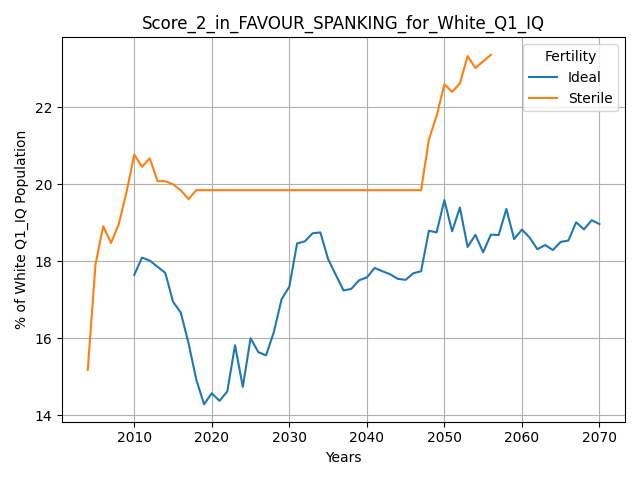 Score_2_in_FAVOUR_SPANKING_for_White_Q1_IQ
Fertility
Ideal
Sterile
% of White Q1_IQ Population
22
20
18
16
14
2010 2020 2030 2040 2050 2060 2070
Years